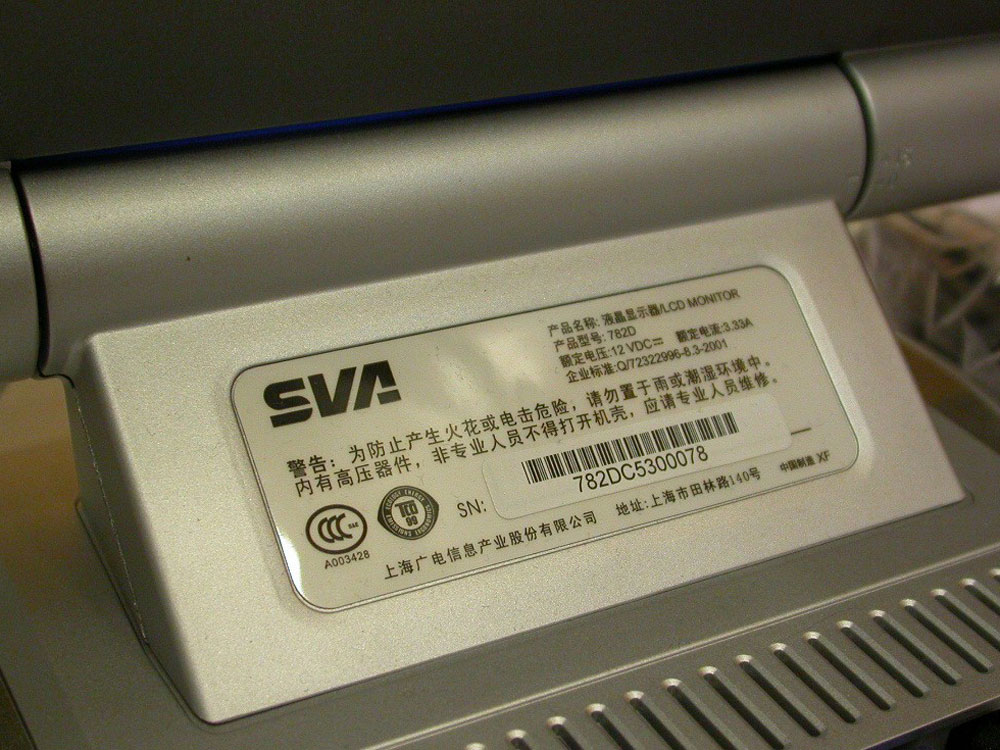 SVA
产品名称: 液晶显示器/LCD MONITOR
产品型号: 782D
额定电压:12 VDC⎓ 额定电流:3.33A
企业标准:Q/72322996-8.3-2001
警告：为防止产生火花或电击危险，请勿置于雨或潮湿环境中.
内有高压器件，非专业人员不得打开机壳，应请专业人员维修.
SN:
782DC5300078
CCC S&E
A003428
TCO 99
上海广电信息产业股份有限公司 地址:上海市田林路140号 中国制造 XF